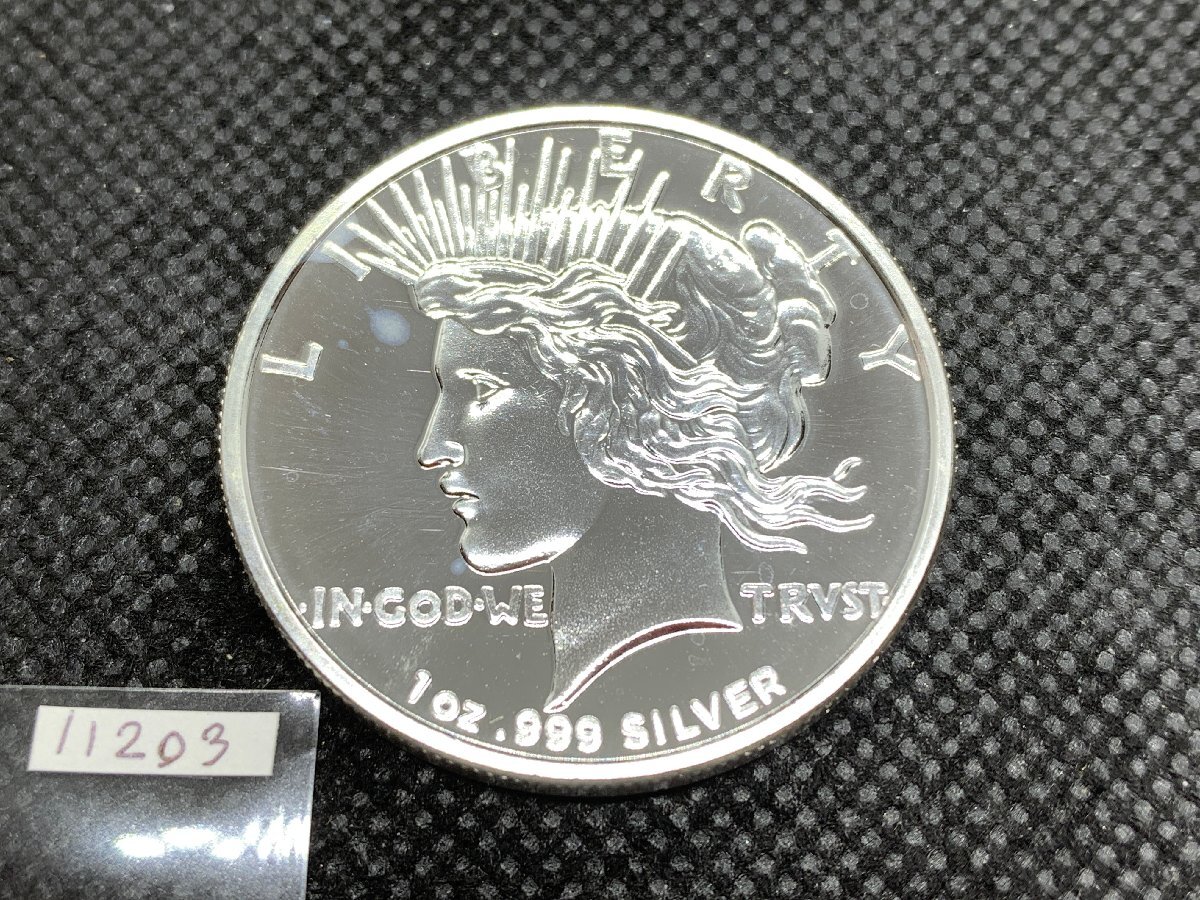 LIBERTY
·IN·GOD·WE TRVST·
1 oz .999 SILVER
11203